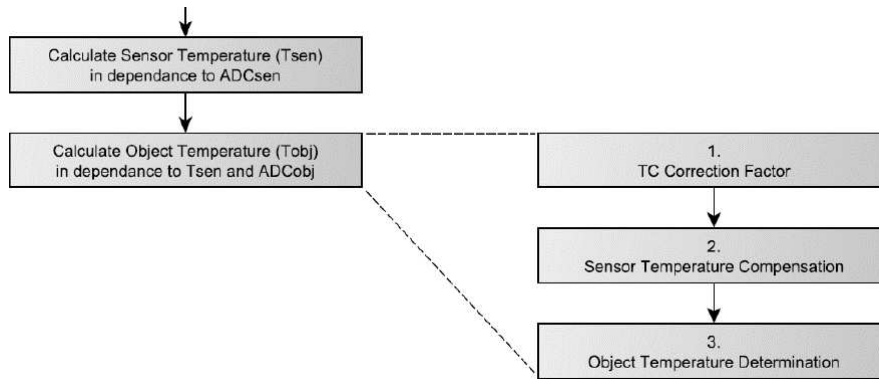 Calculate Sensor Temperature (Tsen)
in dependance to ADCsen
Calculate Object Temperature (Tobj)
in dependance to Tsen and ADCobj
1.
TC Correction Factor
2.
Sensor Temperature Compensation
3.
Object Temperature Determination